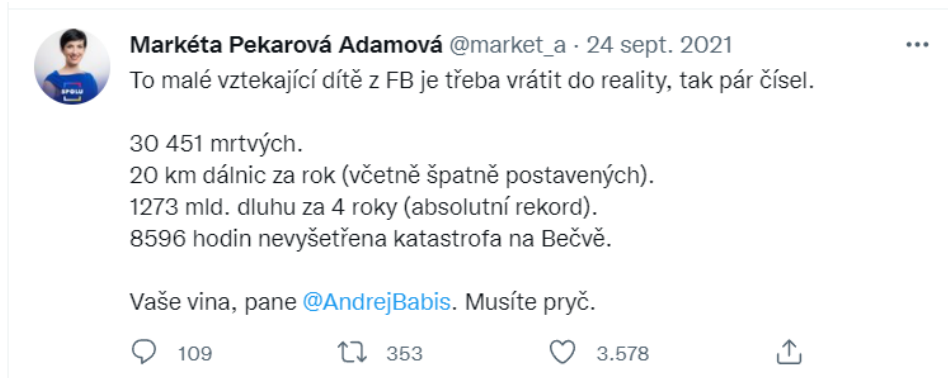 Markéta Pekarová Adamová @market_a · 24 sept. 2021
To malé vztekající dítě z FB je třeba vrátit do reality, tak pár čísel.
30 451 mrtvých.
20 km dálnic za rok (včetně špatně postavených).
1273 mld. dluhu za 4 roky (absolutní rekord).
8596 hodin nevyšetřena katastrofa na Bečvě.
Vaše vina, pane @AndrejBabis. Musíte pryč.
109 353 3.578
SPOLU